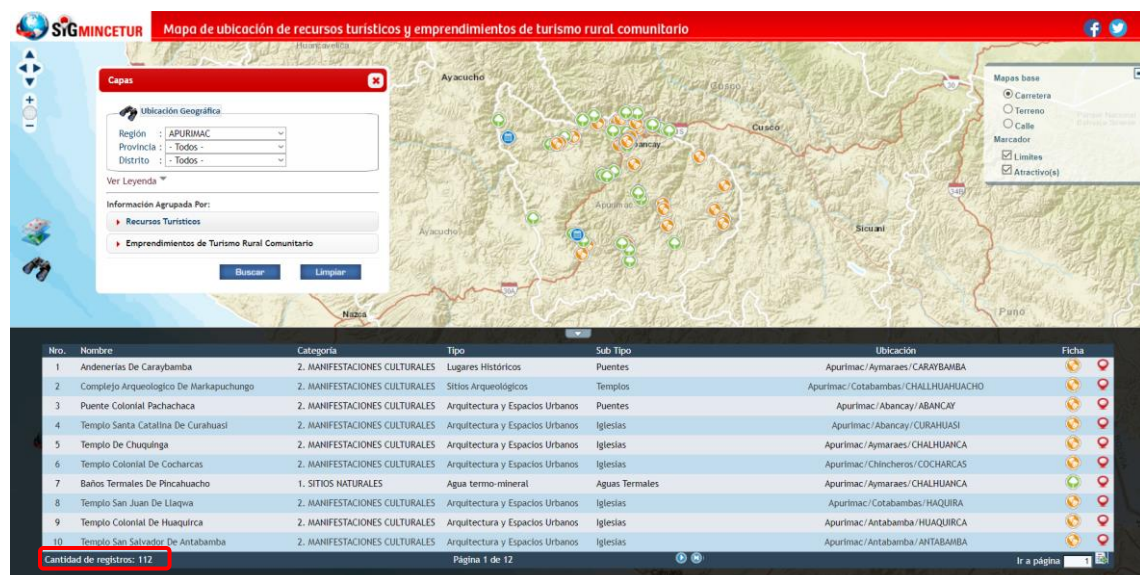 SIGMINCETUR Mapa de ubicación de recursos turísticos y emprendimientos de turismo rural comunitario
Huancavelica
Capas
Ayacucho
Cusco
Mapas base
Carretera
Terreno
Calle
Marcador
Limites
Atractivo(s)
Ubicación Geográfica
Región : APURIMAC
Provincia : - Todos -
Distrito : - Todos -
Ver Leyenda
Información Agrupada Por:
Recursos Turísticos
Emprendimientos de Turismo Rural Comunitario
Buscar Limpiar
Cusco
Abancay
Apurímac
Ayacucho
Sicuani
30A
34B
Nazca
Puno
Nro. Nombre Categoría Tipo Sub Tipo Ubicación Ficha
1 Andenerías De Caraybamba 2. MANIFESTACIONES CULTURALES Lugares Históricos Puentes Apurimac/Aymaraes/CARAYBAMBA
2 Complejo Arqueologico De Markapuchungo 2. MANIFESTACIONES CULTURALES Sitios Arqueológicos Templos Apurimac/Cotabambas/CHALLHUAHUACHO
3 Puente Colonial Pachachaca 2. MANIFESTACIONES CULTURALES Arquitectura y Espacios Urbanos Puentes Apurimac/Abancay/ABANCAY
4 Templo Santa Catalina De Curahuasi 2. MANIFESTACIONES CULTURALES Arquitectura y Espacios Urbanos Iglesias Apurimac/Abancay/CURAHUASI
5 Templo De Chuquinga 2. MANIFESTACIONES CULTURALES Arquitectura y Espacios Urbanos Iglesias Apurimac/Aymaraes/CHALHUANCA
6 Templo Colonial De Cocharcas 2. MANIFESTACIONES CULTURALES Arquitectura y Espacios Urbanos Iglesias Apurimac/Chincheros/COCHARCAS
7 Baños Termales De Pincahuacho 1. SITIOS NATURALES Agua termo-mineral Aguas Termales Apurimac/Aymaraes/CHALHUANCA
8 Templo San Juan De Llaqwa 2. MANIFESTACIONES CULTURALES Arquitectura y Espacios Urbanos Iglesias Apurimac/Cotabambas/HAQUIRA
9 Templo Colonial De Huaquirca 2. MANIFESTACIONES CULTURALES Arquitectura y Espacios Urbanos Iglesias Apurimac/Antabamba/HUAQUIRCA
10 Templo San Salvador De Antabamba 2. MANIFESTACIONES CULTURALES Arquitectura y Espacios Urbanos Iglesias Apurimac/Antabamba/ANTABAMBA
Cantidad de registros: 112 Página 1 de 12 Ir a página 1